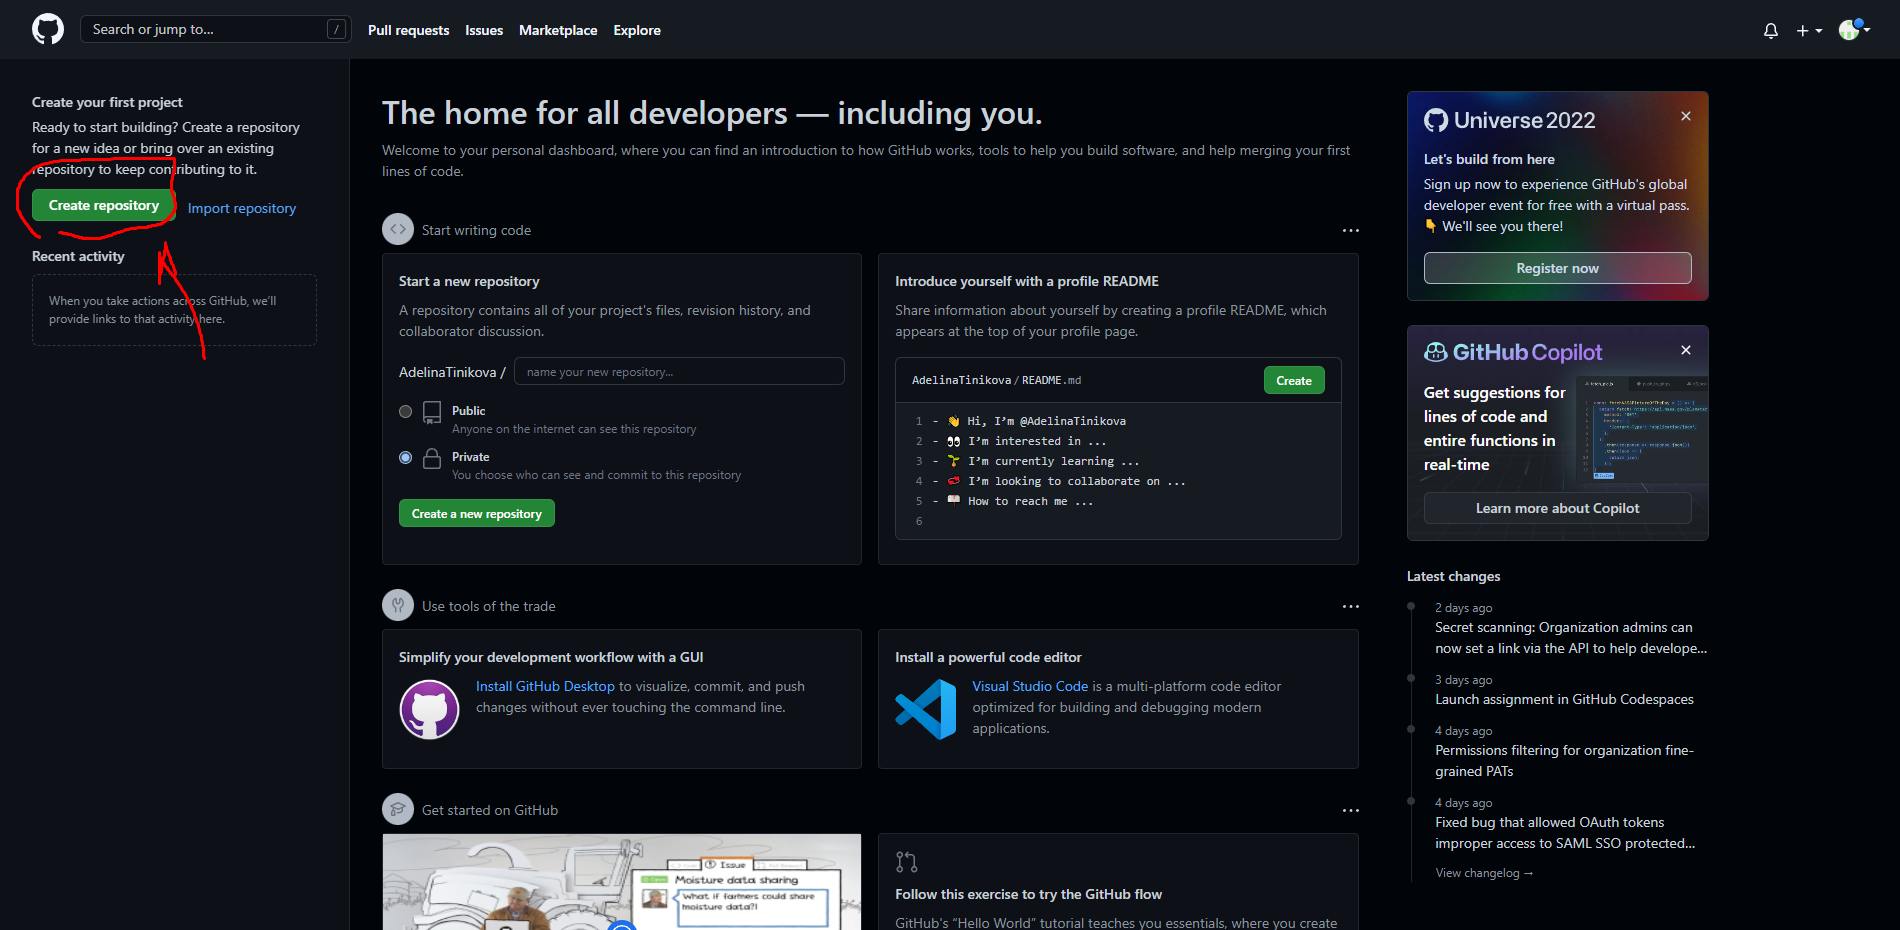 Search or jump to...
/
Pull requests
Issues
Marketplace
Explore
Create your first project
Ready to start building? Create a repository
for a new idea or bring over an existing
repository to keep contributing to it.
Create repository
Import repository
Recent activity
When you take actions across GitHub, we'll
provide links to that activity here.
The home for all developers — including you.
Welcome to your personal dashboard, where you can find an introduction to how GitHub works, tools to help you build software, and help merging your first
lines of code.
Start writing code
Start a new repository
A repository contains all of your project's files, revision history, and
collaborator discussion.
AdelinaTinikova /
name your new repository...
Public
Anyone on the internet can see this repository
Private
You choose who can see and commit to this repository
Create a new repository
Introduce yourself with a profile README
Share information about yourself by creating a profile README, which
appears at the top of your profile page.
AdelinaTinikova/README.md
Create
1 - 👋 Hi, I'm @AdelinaTinikova
2 - 👀 I'm interested in ...
3 - 🌱 I'm currently learning ...
4 - 💞️ I'm looking to collaborate on ...
5 - 📫 How to reach me ...
6
Use tools of the trade
Simplify your development workflow with a GUI
Install GitHub Desktop to visualize, commit, and push
changes without ever touching the command line.
Install a powerful code editor
Visual Studio Code is a multi-platform code editor
optimized for building and debugging modern
applications.
Get started on GitHub
Issue
Open
Moisture data sharing
What if farmers could share
moisture data?!
Follow this exercise to try the GitHub flow
GitHub's “Hello World” tutorial teaches you essentials, where you create
Universe 2022
Let's build from here
Sign up now to experience GitHub's global
developer event for free with a virtual pass.
👇 We'll see you there!
Register now
GitHub Copilot
Get suggestions for
lines of code and
entire functions in
real-time
Learn more about Copilot
Latest changes
2 days ago
Secret scanning: Organization admins can
now set a link via the API to help develope...
3 days ago
Launch assignment in GitHub Codespaces
4 days ago
Permissions filtering for organization fine-
grained PATs
4 days ago
Fixed bug that allowed OAuth tokens
improper access to SAML SSO protected...
View changelog →